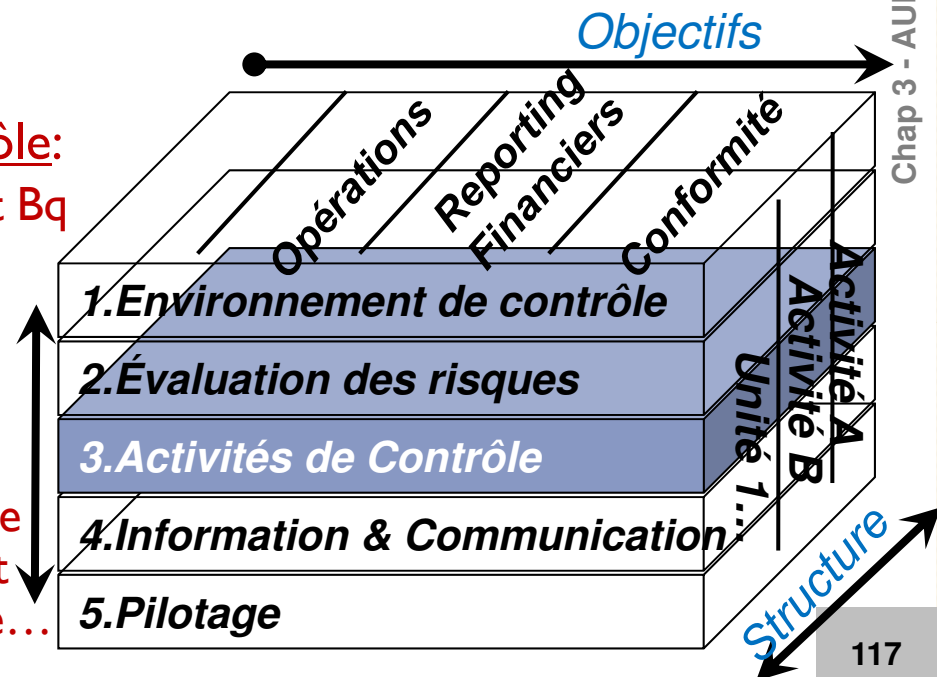 Objectifs
Chap 3 - AU
ôle:
t Bq
Opérations
Reporting
Financiers
Conformité
1.Environnement de contrôle
2.Évaluation des risques
3.Activités de Contrôle
4.Information & Communication
5.Pilotage
Activité A
Activité B
Unité 1…
e
t
e…
Structure
117